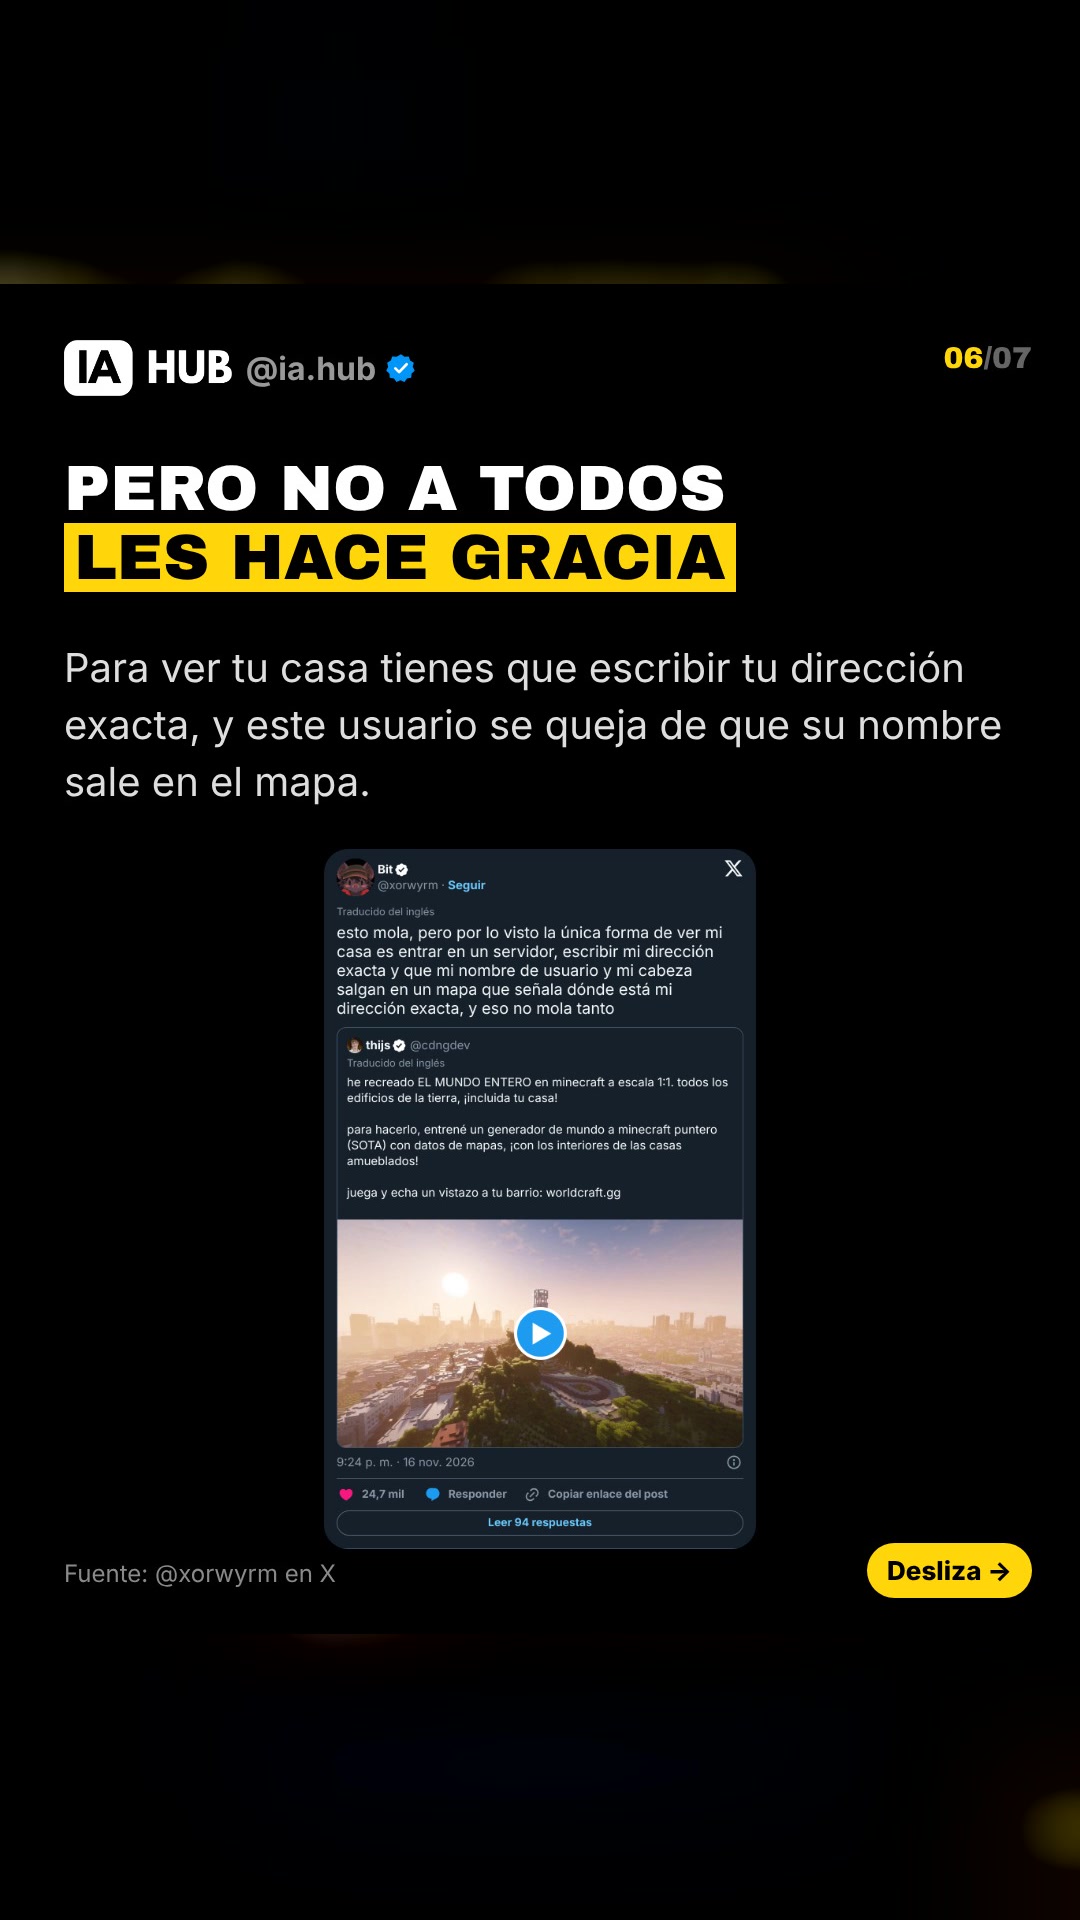 IA HUB @ia.hub
06/07
PERO NO A TODOS
LES HACE GRACIA
Para ver tu casa tienes que escribir tu dirección
exacta, y este usuario se queja de que su nombre
sale en el mapa.
Bit
@xorwyrm · Seguir
Traducido del inglés
esto mola, pero por lo visto la única forma de ver mi
casa es entrar en un servidor, escribir mi dirección
exacta y que mi nombre de usuario y mi cabeza
salgan en un mapa que señala dónde está mi
dirección exacta, y eso no mola tanto
thijs @cdngdev
Traducido del inglés
he recreado EL MUNDO ENTERO en minecraft a escala 1:1. todos los
edificios de la tierra, ¡incluida tu casa!
para hacerlo, entrené un generador de mundo a minecraft puntero
(SOTA) con datos de mapas, ¡con los interiores de las casas
amueblados!
juega y echa un vistazo a tu barrio: worldcraft.gg
9:24 p. m. · 16 nov. 2026
24,7 mil Responder Copiar enlace del post
Leer 94 respuestas
Fuente: @xorwyrm en X
Desliza →